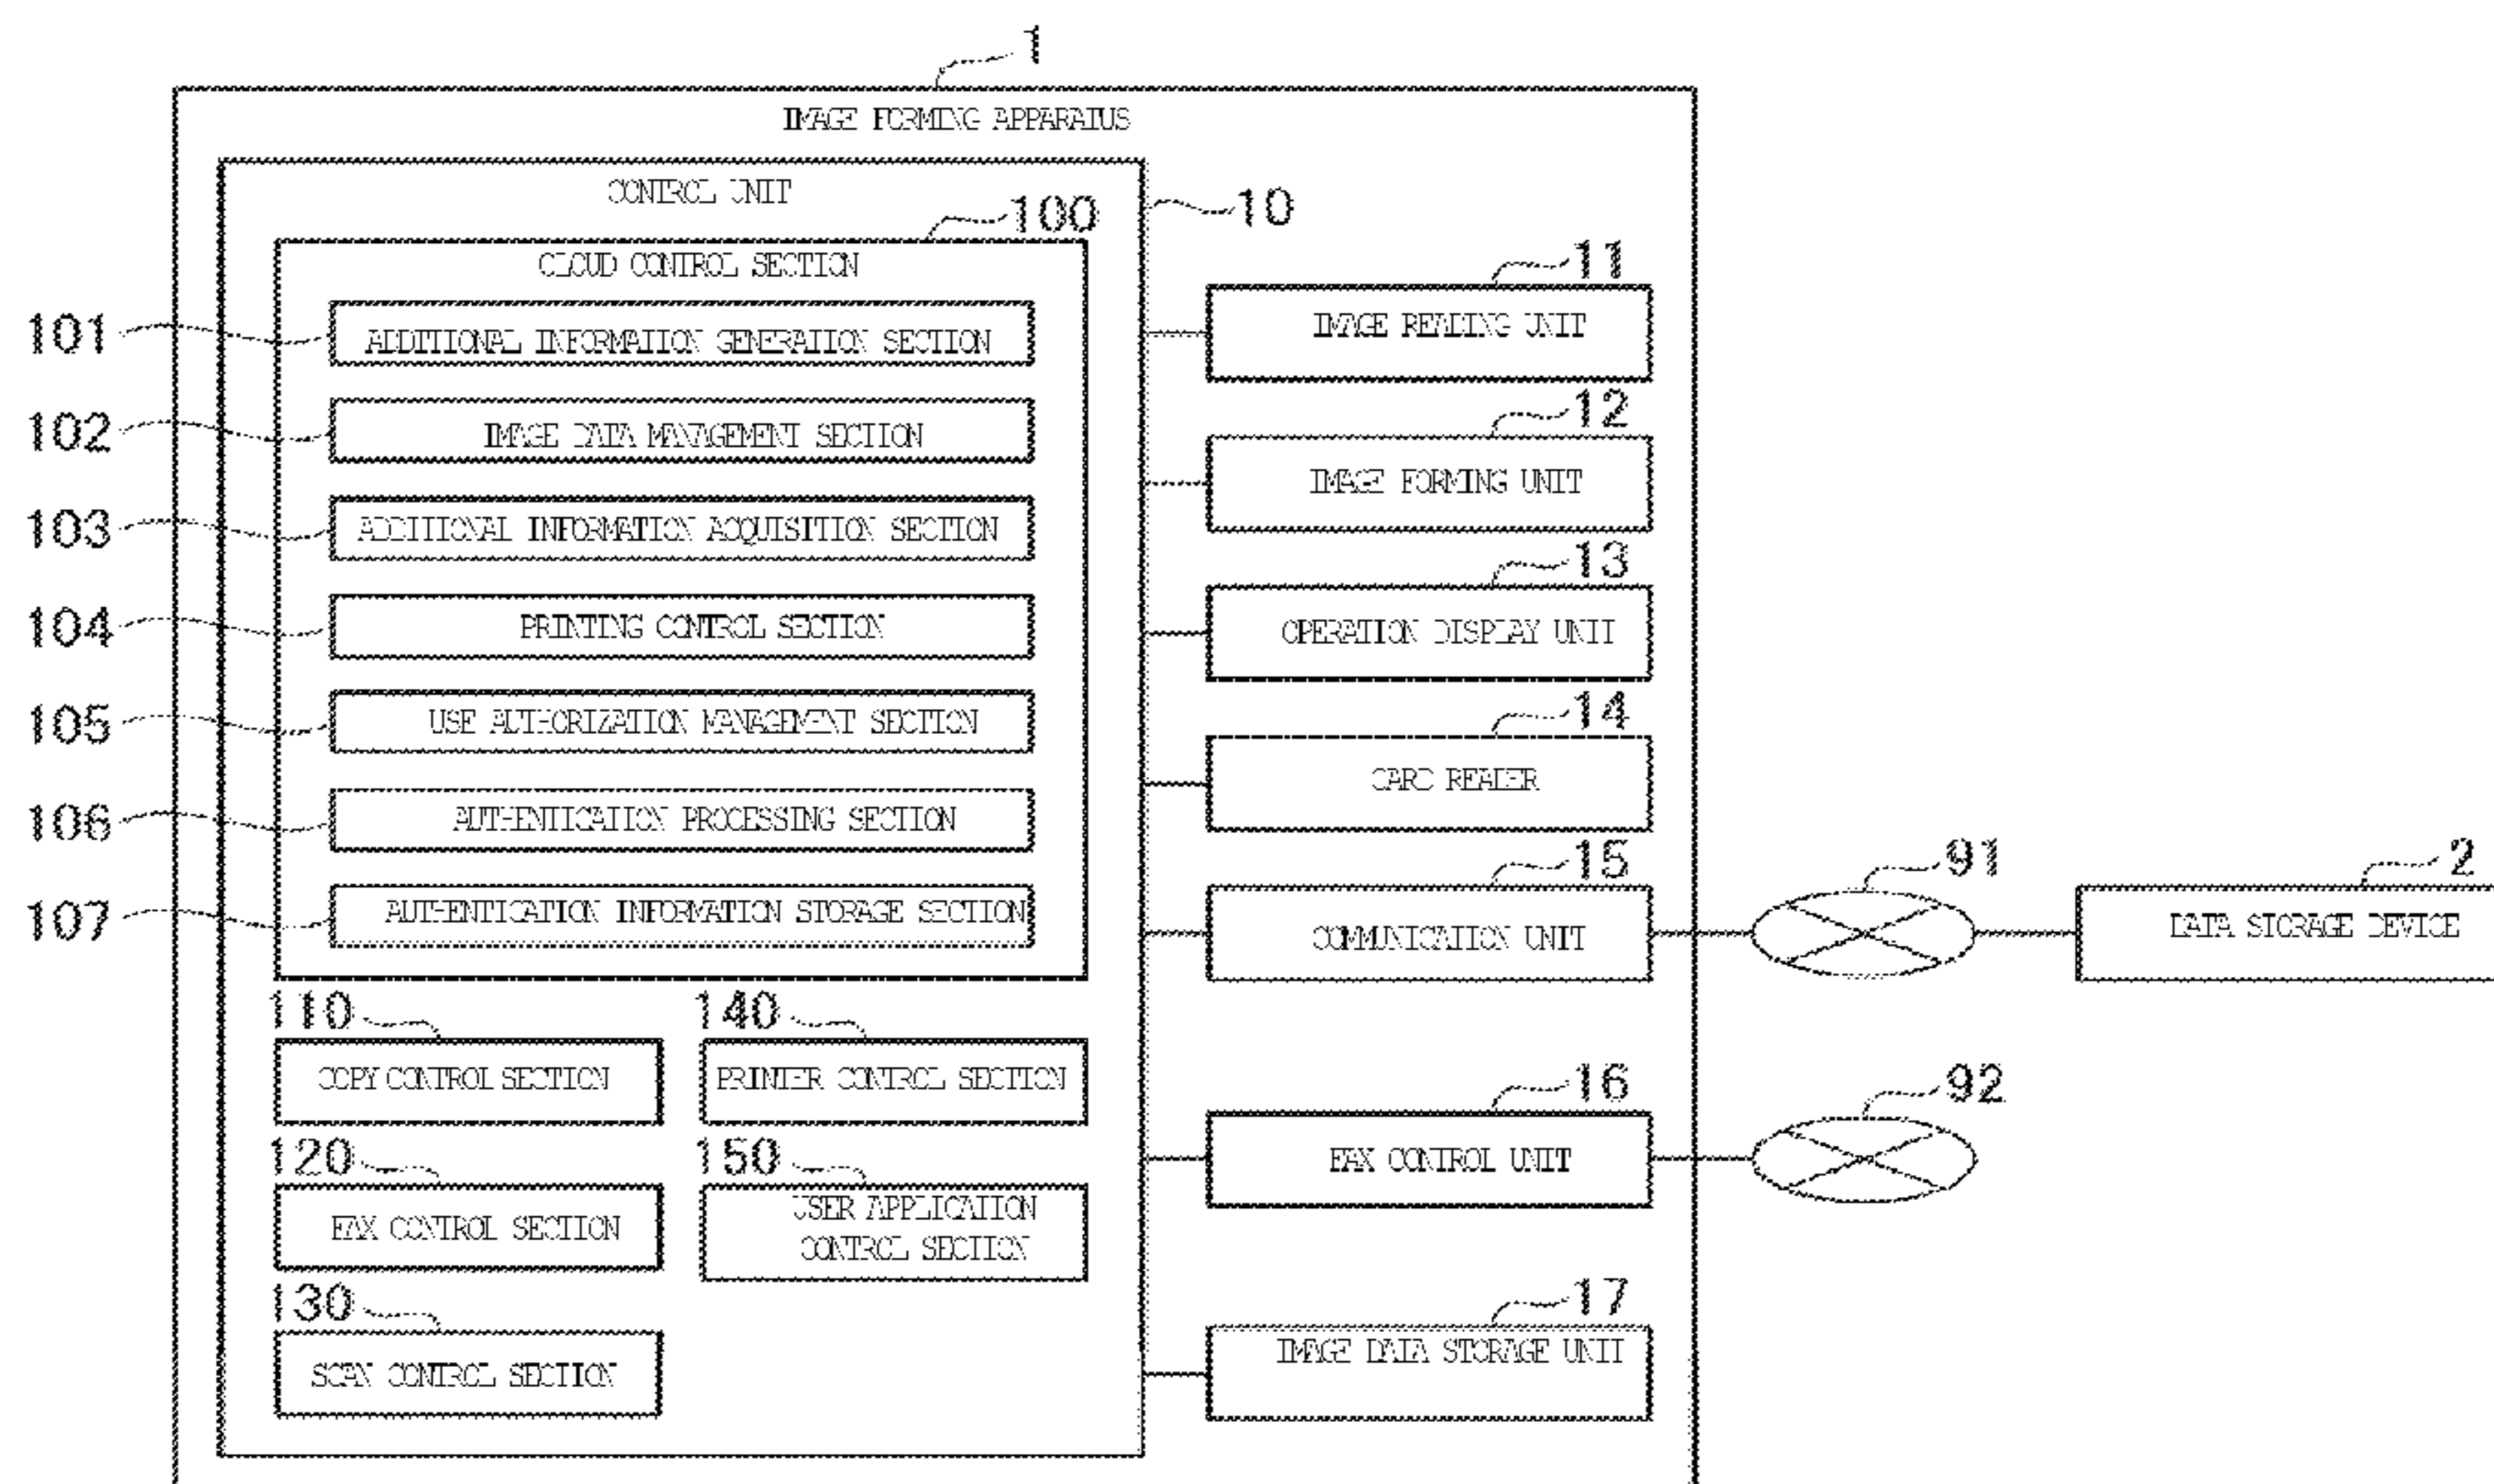 1
IMAGE FORMING APPARATUS
CONTROL UNIT
10
100
CLOUD CONTROL SECTION
101
ADDITIONAL INFORMATION GENERATION SECTION
102
IMAGE DATA MANAGEMENT SECTION
103
ADDITIONAL INFORMATION ACQUISITION SECTION
104
PRINTING CONTROL SECTION
105
USE AUTHORIZATION MANAGEMENT SECTION
106
AUTHENTICATION PROCESSING SECTION
107
AUTHENTICATION INFORMATION STORAGE SECTION
110
COPY CONTROL SECTION
140
PRINTER CONTROL SECTION
120
FAX CONTROL SECTION
150
USER APPLICATION
CONTROL SECTION
130
SCAN CONTROL SECTION
11
IMAGE READING UNIT
12
IMAGE FORMING UNIT
13
OPERATION DISPLAY UNIT
14
CARD READER
15
COMMUNICATION UNIT
91
2
DATA STORAGE DEVICE
16
FAX CONTROL UNIT
92
17
IMAGE DATA STORAGE UNIT